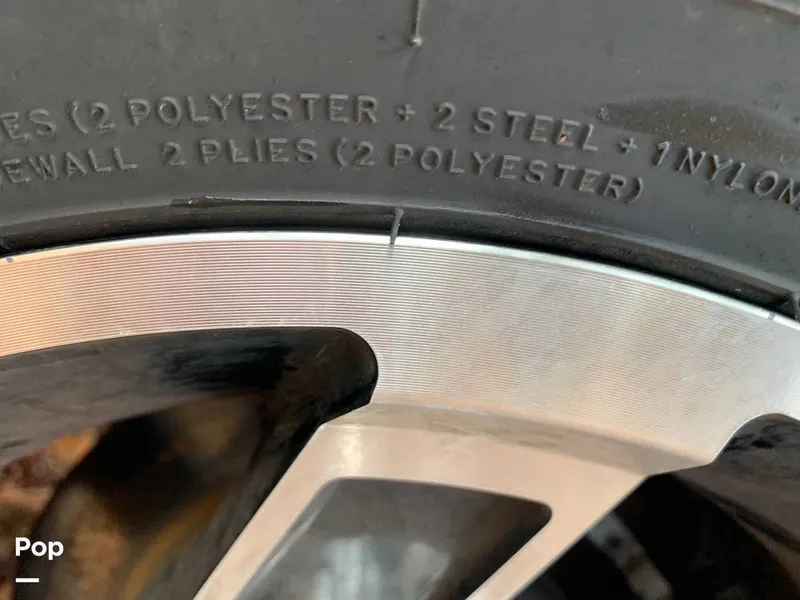 ES (2 POLYESTER + 2 STEEL + 1 NYLON
EWALL 2 PLIES (2 POLYESTER)
Pop